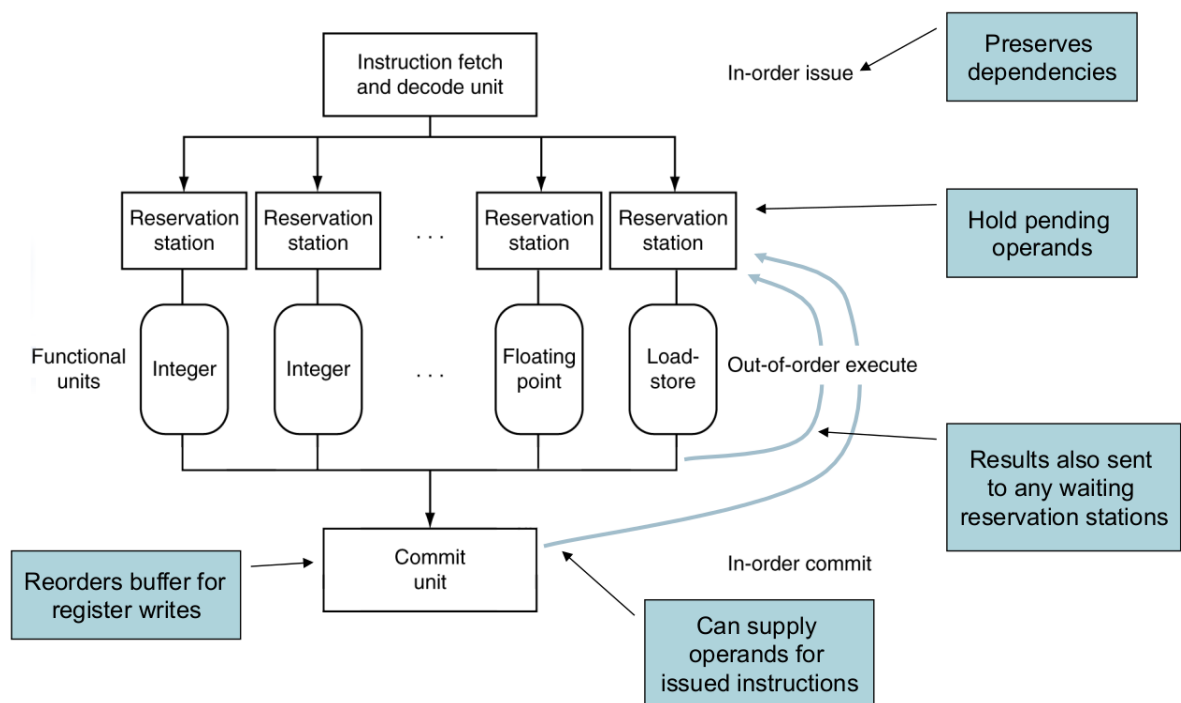 Instruction fetch
and decode unit
In-order issue
Preserves
dependencies
Reservation
station
Reservation
station
. . .
Reservation
station
Reservation
station
Hold pending
operands
Functional
units
Integer
Integer
. . .
Floating
point
Load-
store
Out-of-order execute
Results also sent
to any waiting
reservation stations
Commit
unit
In-order commit
Reorders buffer for
register writes
Can supply
operands for
issued instructions